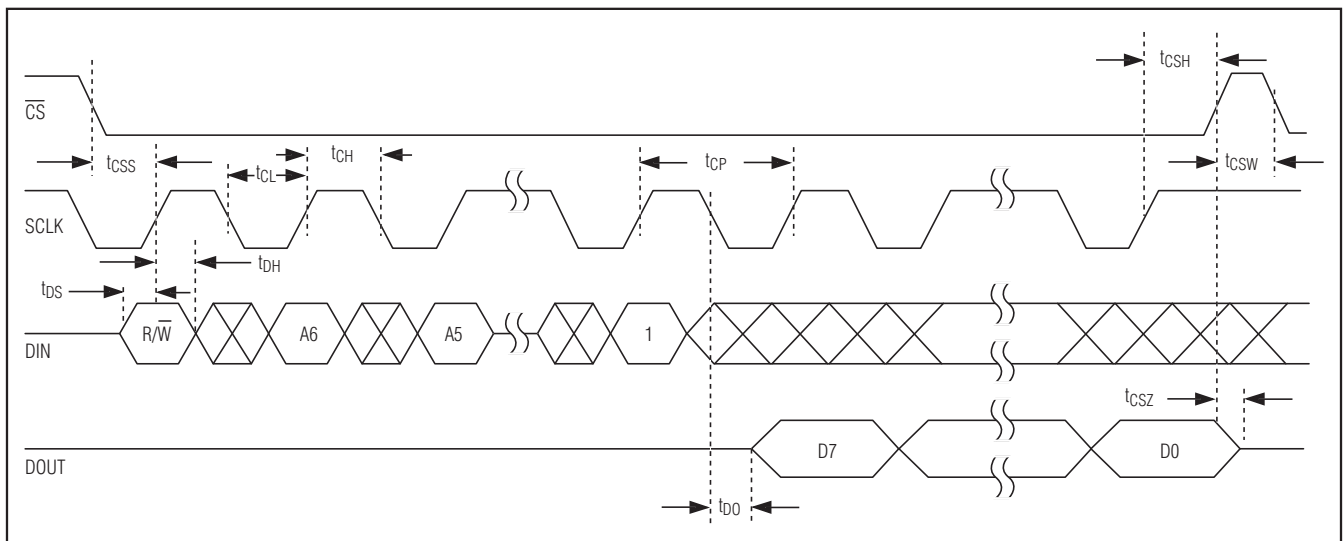 tCSH
CS
tCSS
tCL
tCH
tCP
tCSW
SCLK
tDH
tDS
R/W
A6
A5
1
DIN
tCSZ
D7
D0
DOUT
tDO